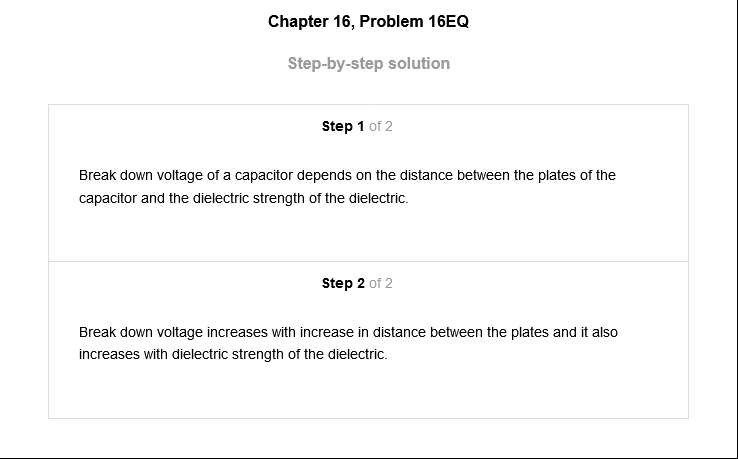 Chapter 16, Problem 16EQ
Step-by-step solution
Step 1 of 2
Break down voltage of a capacitor depends on the distance between the plates of the
capacitor and the dielectric strength of the dielectric.
Step 2 of 2
Break down voltage increases with increase in distance between the plates and it also
increases with dielectric strength of the dielectric.